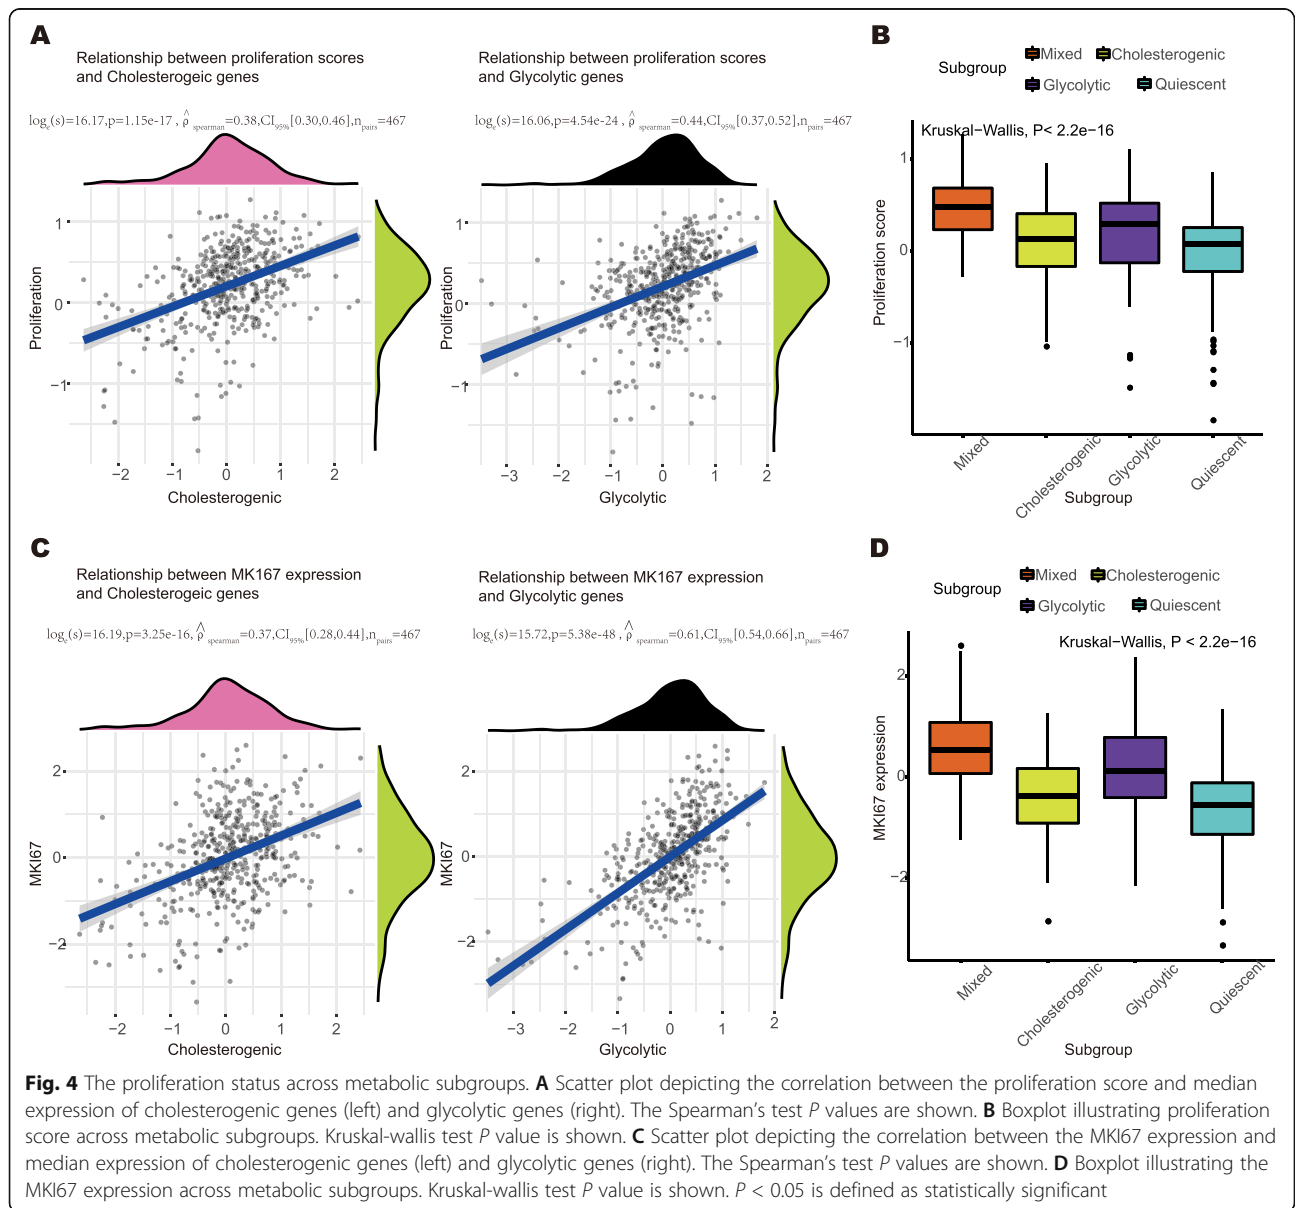 A
Relationship between proliferation scores
and Cholesterogeic genes
log_e(s)=16.17,p=1.15e-17 , ρ̂ spearman=0.38,CI95%[0.30,0.46],n_pairs=467
1
0
−1
Proliferation
−2 −1 0 1 2
Cholesterogenic
Relationship between proliferation scores
and Glycolytic genes
log_e(s)=16.06,p=4.54e-24 , ρ̂ spearman=0.44,CI95%[0.37,0.52],n_pairs=467
1
0
−1
Proliferation
−3 −2 −1 0 1 2
Glycolytic
B
Subgroup
Mixed Cholesterogenic
Glycolytic Quiescent
Kruskal−Wallis, P< 2.2e−16
1
0
−1
Proliferation score
Mixed Cholesterogenic Glycolytic Quiescent
Subgroup
C
Relationship between MK167 expression
and Cholesterogeic genes
log_e(s)=16.19,p=3.25e-16, ρ̂ spearman=0.37,CI95%[0.28,0.44],n_pairs=467
2
0
−2
MKI67
−2 −1 0 1 2
Cholesterogenic
Relationship between MK167 expression
and Glycolytic genes
log_e(s)=15.72,p=5.38e-48 , ρ̂ spearman=0.61,CI95%[0.54,0.66],n_pairs=467
2
0
−2
MKI67
−3 −2 −1 0 1 2
Glycolytic
D
Subgroup
Mixed Cholesterogenic
Glycolytic Quiescent
Kruskal−Wallis, P < 2.2e−16
2
0
−2
MKI67 expression
Mixed Cholesterogenic Glycolytic Quiescent
Subgroup
Fig. 4 The proliferation status across metabolic subgroups. A Scatter plot depicting the correlation between the proliferation score and median
expression of cholesterogenic genes (left) and glycolytic genes (right). The Spearman's test P values are shown. B Boxplot illustrating proliferation
score across metabolic subgroups. Kruskal-wallis test P value is shown. C Scatter plot depicting the correlation between the MKI67 expression and
median expression of cholesterogenic genes (left) and glycolytic genes (right). The Spearman's test P values are shown. D Boxplot illustrating the
MKI67 expression across metabolic subgroups. Kruskal-wallis test P value is shown. P < 0.05 is defined as statistically significant